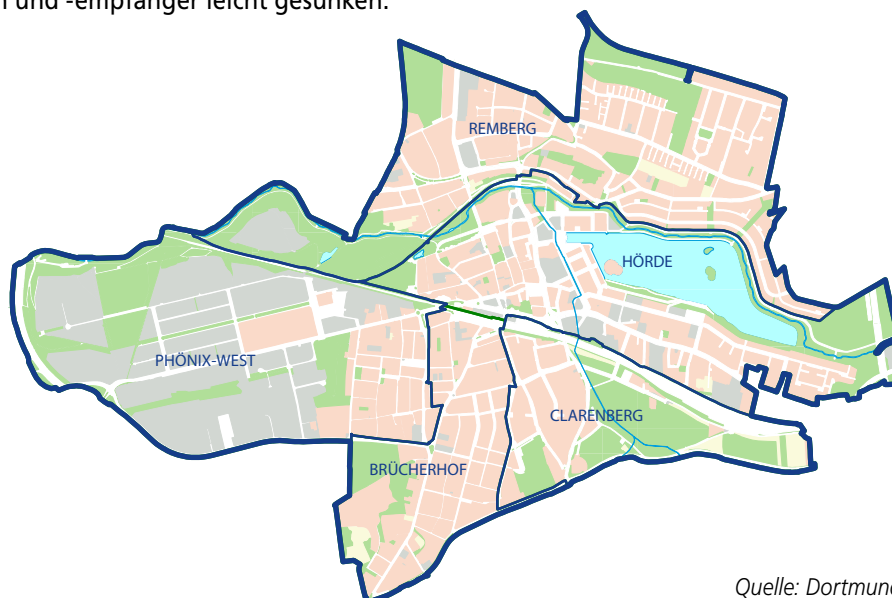 und -empfänger leicht gesunken.
REMBERG
HÖRDE
PHÖNIX-WEST
CLARENBERG
BRÜCHERHOF
Quelle: Dortmund